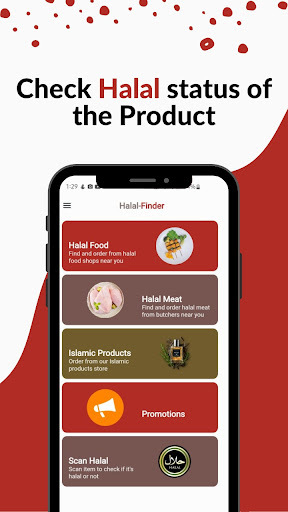 Check Halal status of
the Product
1:29
Halal-Finder
Halal Food
Find and order from halal
food shops near you
Halal Meat
Find and order halal meat
from butchers near you
Islamic Products
Order from our Islamic
products store
Promotions
Scan Halal
Scan item to check if it's
halal or not
حلال
HALAL